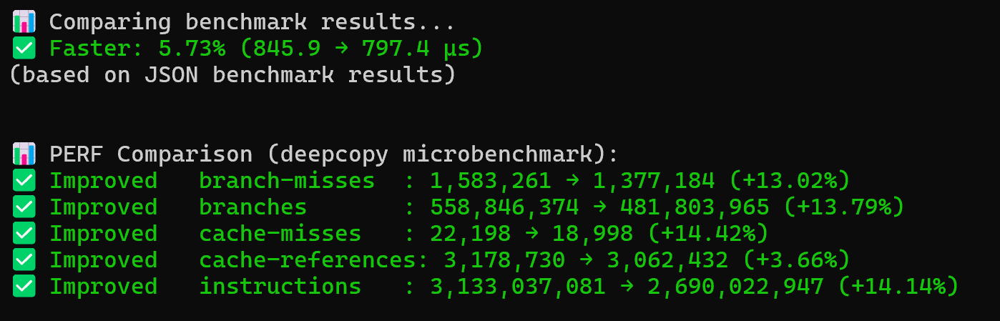 📊 Comparing benchmark results...
✅ Faster: 5.73% (845.9 → 797.4 μs)
(based on JSON benchmark results)
📊 PERF Comparison (deepcopy microbenchmark):
✅ Improved   branch-misses  : 1,583,261 → 1,377,184 (+13.02%)
✅ Improved   branches       : 558,846,374 → 481,803,965 (+13.79%)
✅ Improved   cache-misses   : 22,198 → 18,998 (+14.42%)
✅ Improved   cache-references: 3,178,730 → 3,062,432 (+3.66%)
✅ Improved   instructions   : 3,133,037,081 → 2,690,022,947 (+14.14%)